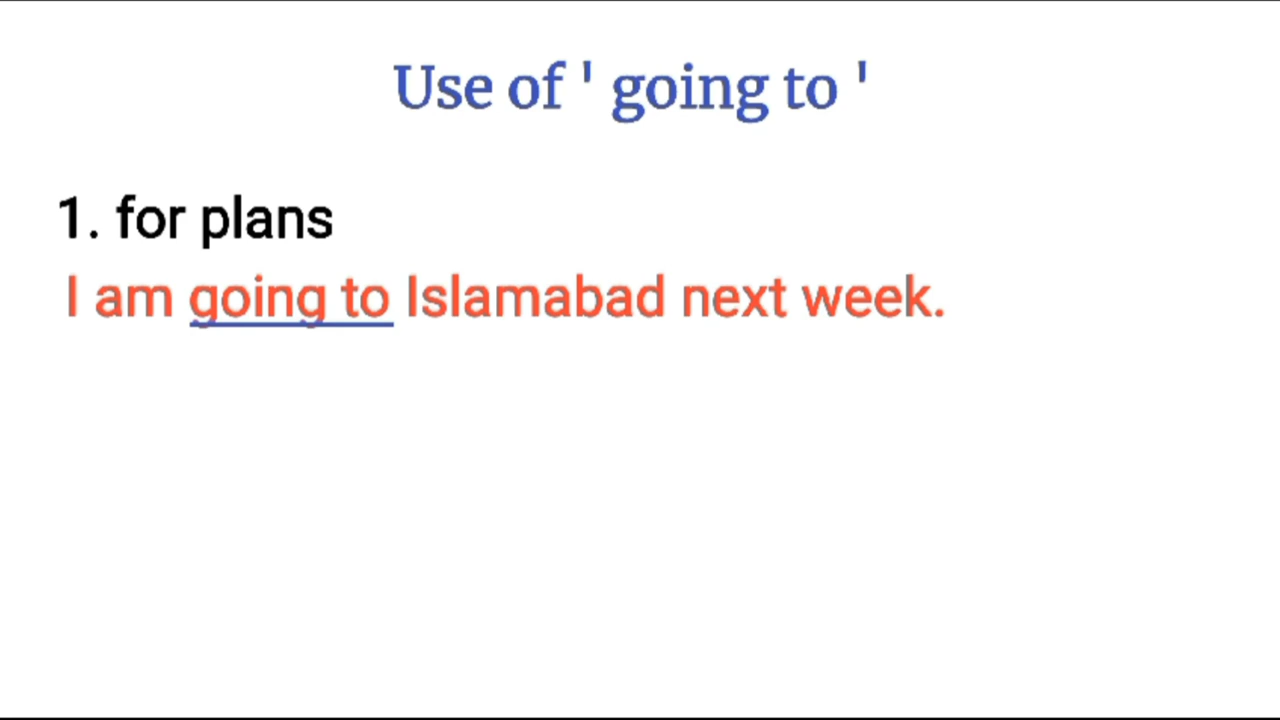 Use of ' going to '
1. for plans
I am going to Islamabad next week.